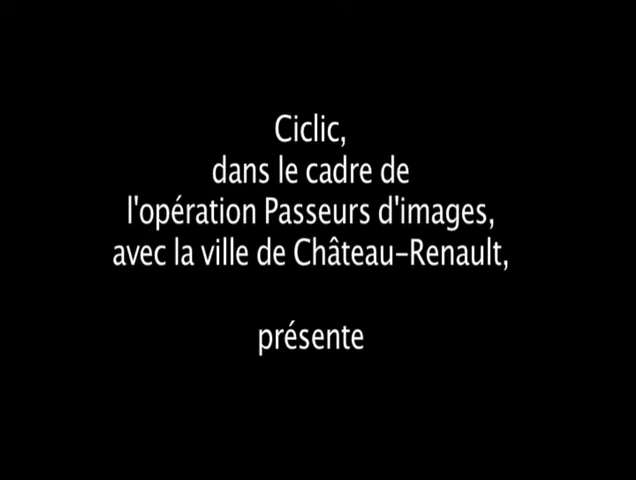 Ciclic,
dans le cadre de
l'opération Passeurs d'images,
avec la ville de Château-Renault,
présente